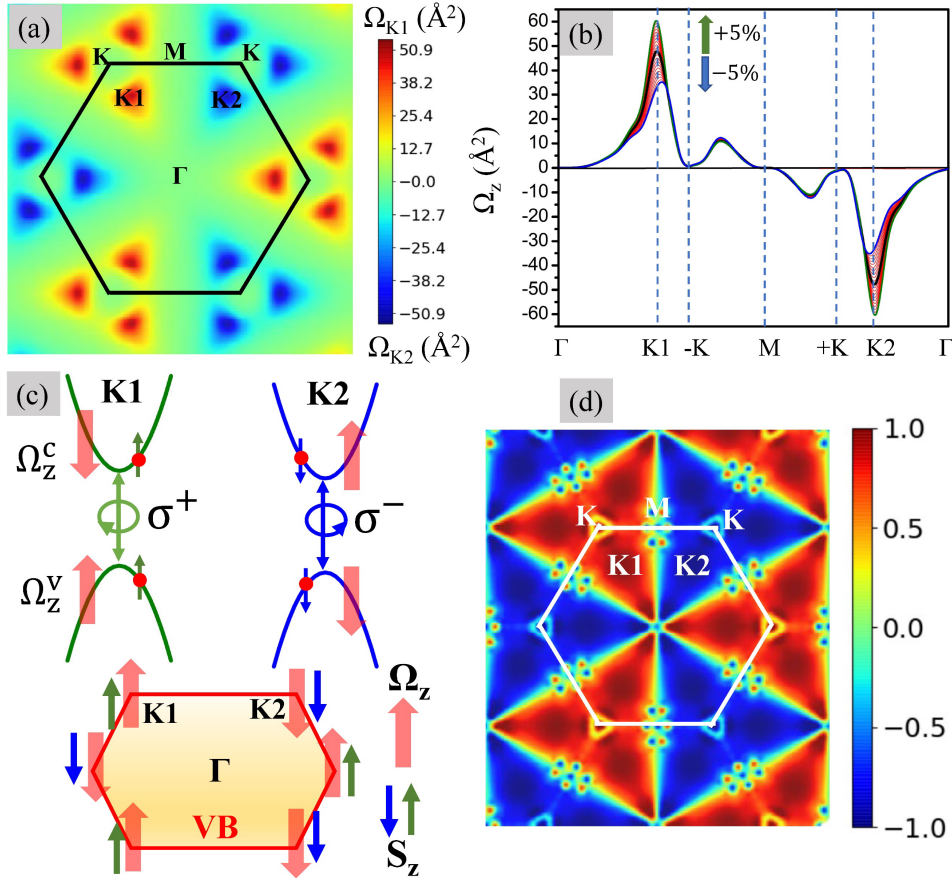 (a)
Ω_K1 (Å²)
K M K
K1 K2
Γ
50.9
38.2
25.4
12.7
−0.0
−12.7
−25.4
−38.2
−50.9
Ω_K2 (Å²)
(b)
+5%
−5%
Ω_z (Å²)
60
50
40
30
20
10
0
-10
-20
-30
-40
-50
-60
Γ K1 -K M +K K2 Γ
(c)
K1 K2
Ω_z^c
σ⁺ σ⁻
Ω_z^v
K1 K2
Γ
VB
Ω_z
S_z
(d)
K M K
K1 K2
1.0
0.5
0.0
−0.5
−1.0